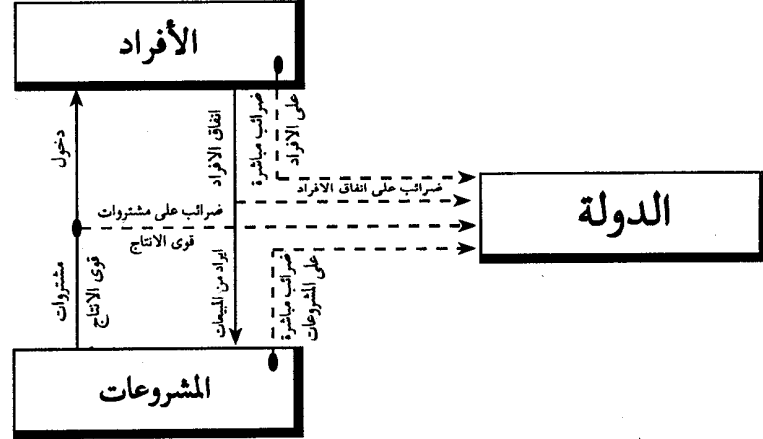 الأفراد
دخول
انفاق الافراد
ضرائب مباشرة
على الافراد
ضرائب على انفاق الافراد
الدولة
ضرائب على مشتروات
قوى الانتاج
مشتروات
قوى الانتاج
ايراد من المبيعات
ضرائب مباشرة
على المشروعات
المشروعات